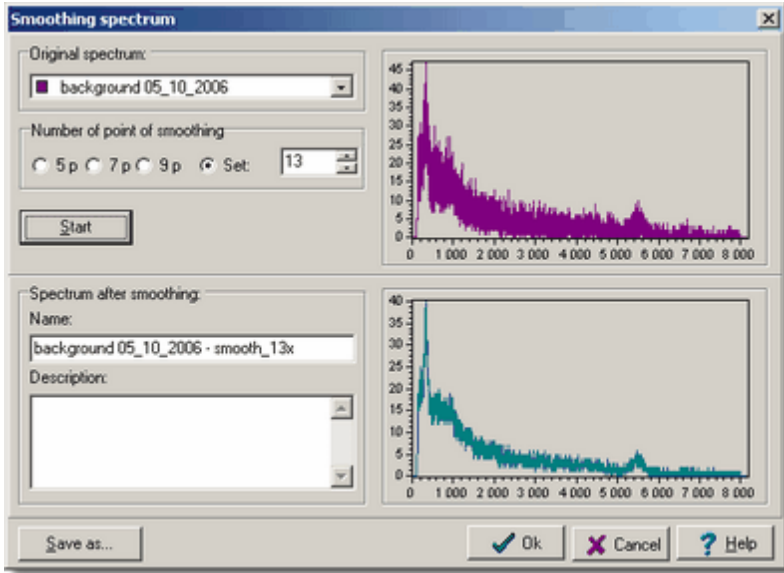 Smoothing spectrum
Original spectrum:
background 05_10_2006
Number of point of smoothing
5 p 7 p 9 p Set: 13
Start
45
40
35
30
25
20
15
10
5
0
0 1 000 2 000 3 000 4 000 5 000 6 000 7 000 8 000
Spectrum after smoothing:
Name:
background 05_10_2006 - smooth_13x
Description:
40
35
30
25
20
15
10
5
0
0 1 000 2 000 3 000 4 000 5 000 6 000 7 000 8 000
Save as...
Ok
Cancel
Help